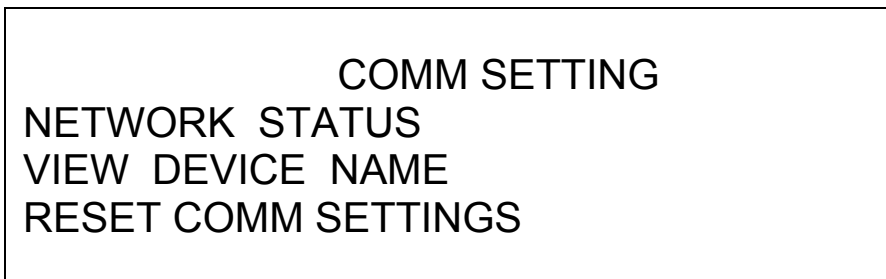 COMM SETTING
NETWORK STATUS
VIEW DEVICE NAME
RESET COMM SETTINGS